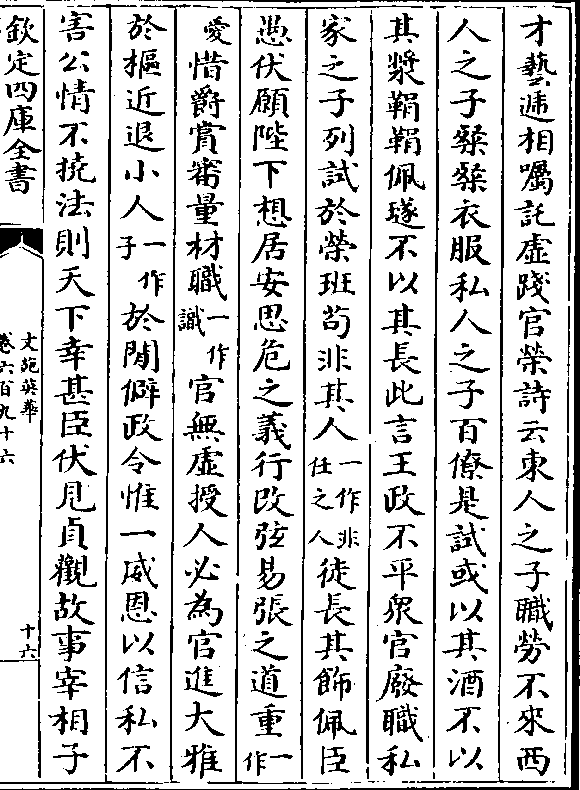 才藝遞相囑託虛踐官榮詩云東人之子職勞不來西
人之子粲粲衣服私人之子百僚是試或以其酒不以
其漿鞙鞙佩璲不以其長此言王政不平衆官廢職私
家之子列試於榮班茍非其人一作非任之人徒長其飾佩臣
愚伏願陛下想居安思危之義行改弦易張之道重一作
愛惜爵賞審量材職一作識官無虛授人必為官進大雅
於樞近退小人一作子於閒僻政令惟一威恩以信私不
害公情不撓法則天下幸甚臣伏見貞觀故事宰相子
欽定四庫全書
文苑英華
卷六百九十六
十六